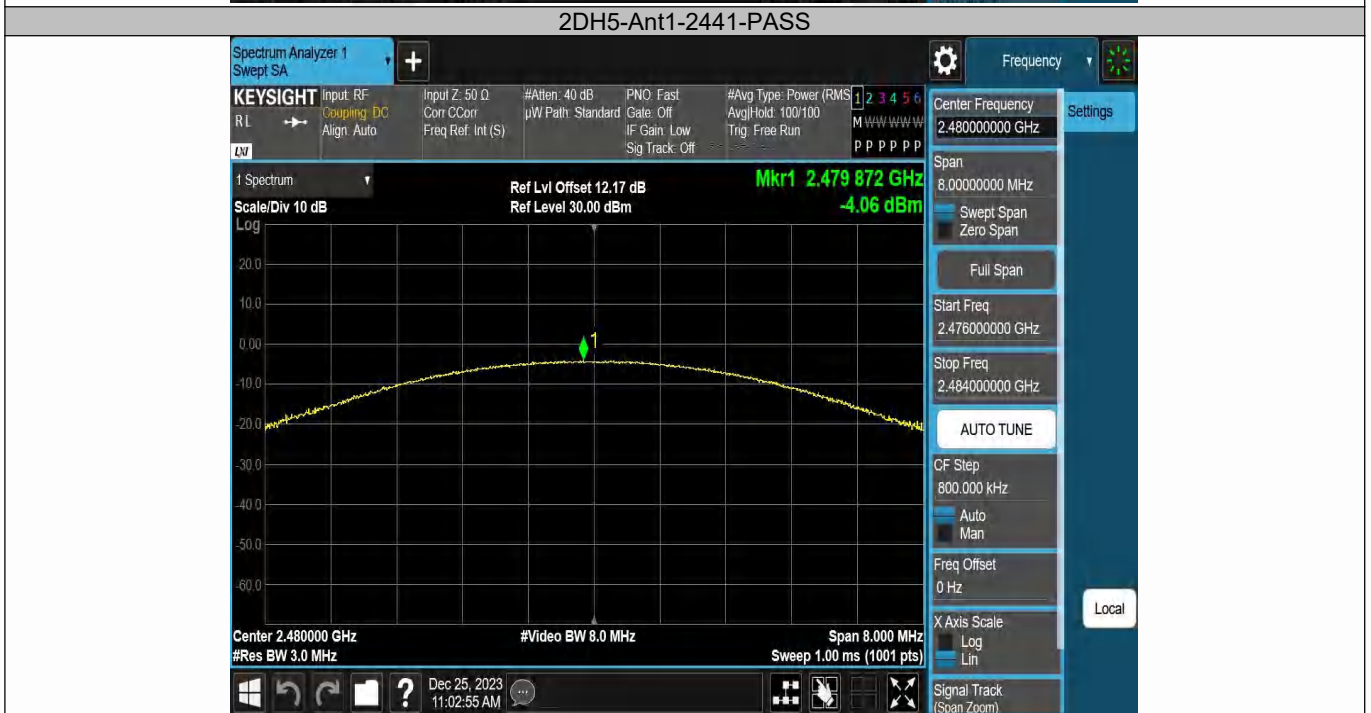 2DH5-Ant1-2441-PASS
Spectrum Analyzer 1
Swept SA
+
Frequency
KEYSIGHT
RL
LXI
Input: RF
Coupling: DC
Align: Auto
Input Z: 50 Ω
Corr CCorr
Freq Ref: Int (S)
#Atten: 40 dB
µW Path: Standard
PNO: Fast
Gate: Off
IF Gain: Low
Sig Track: Off
#Avg Type: Power (RMS
Avg|Hold: 100/100
Trig: Free Run
1 2 3 4 5 6
M W W W W W
P P P P P P
Center Frequency
2.480000000 GHz
Settings
Span
8.00000000 MHz
Swept Span
Zero Span
Full Span
Start Freq
2.476000000 GHz
Stop Freq
2.484000000 GHz
AUTO TUNE
CF Step
800.000 kHz
Auto
Man
Freq Offset
0 Hz
X Axis Scale
Log
Lin
Local
Signal Track
(Span Zoom)
1 Spectrum
Scale/Div 10 dB
Log
Ref Lvl Offset 12.17 dB
Ref Level 30.00 dBm
Mkr1 2.479 872 GHz
-4.06 dBm
20.0
10.0
0.00
-10.0
-20.0
-30.0
-40.0
-50.0
-60.0
1
Center 2.480000 GHz
#Res BW 3.0 MHz
#Video BW 8.0 MHz
Span 8.000 MHz
Sweep 1.00 ms (1001 pts)
?
Dec 25, 2023
11:02:55 AM